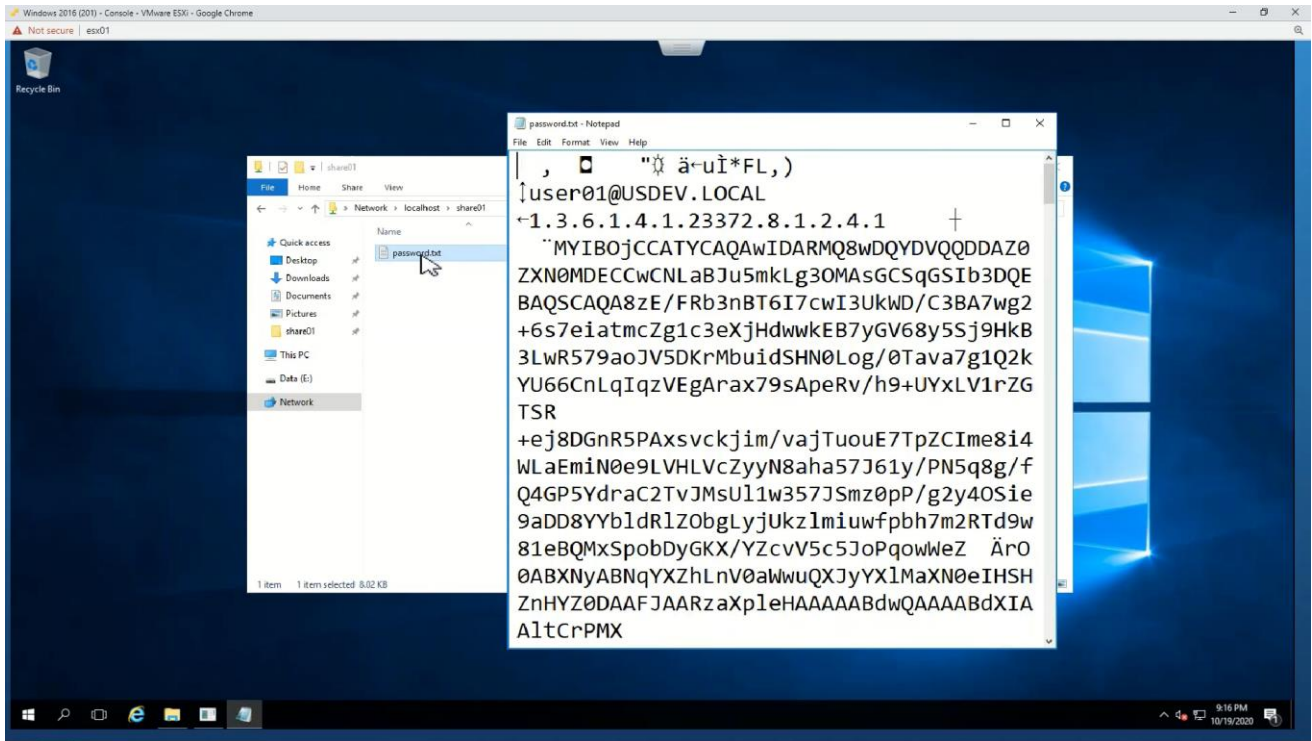 Windows 2016 (201) - Console - VMware ESXi - Google Chrome
Not secure | esx01
Recycle Bin
share01
File Home Share View
Network › localhost › share01
Name
Quick access
Desktop
Downloads
Documents
Pictures
share01
This PC
Data (E:)
Network
password.txt
1 item 1 item selected 8.02 KB
password.txt - Notepad
File Edit Format View Help
, ◘ "☼ ä←uÌ*FL,)
↕user01@USDEV.LOCAL
←1.3.6.1.4.1.23372.8.1.2.4.1 ┼
¨MYIBOjCCATYCAQAwIDARMQ8wDQYDVQQDDAZ0
ZXN0MDECCwCNLaBJu5mkLg3OMAsGCSqGSIb3DQE
BAQSCAQA8zE/FRb3nBT6I7cwI3UkWD/C3BA7wg2
+6s7eiatmcZg1c3eXjHdwwkEB7yGV68y5Sj9HkB
3LwR579aoJV5DKrMbuidSHN0Log/0Tava7g1Q2k
YU66CnLqIqzVEgArax79sApeRv/h9+UYxLV1rZG
TSR
+ej8DGnR5PAxsvckjim/vajTuouE7TpZCIme8i4
WLaEmiN0e9LVHLVcZyyN8aha57J61y/PN5q8g/f
Q4GP5YdraC2TvJMsUl1w357JSmz0pP/g2y4OSie
9aDD8YYbldRlZObgLyjUkzlmiuwfpbh7m2RTd9w
81eBQMxSpobDyGKX/YZcvV5c5JoPqowWeZ ÄrO
0ABXNyABNqYXZhLnV0aWwuQXJyYXlMaXN0eIHSH
ZnHYZ0DAAFJAARzaXpleHAAAAABdwQAAAABdXIA
AltCrPMX
9:16 PM
10/19/2020